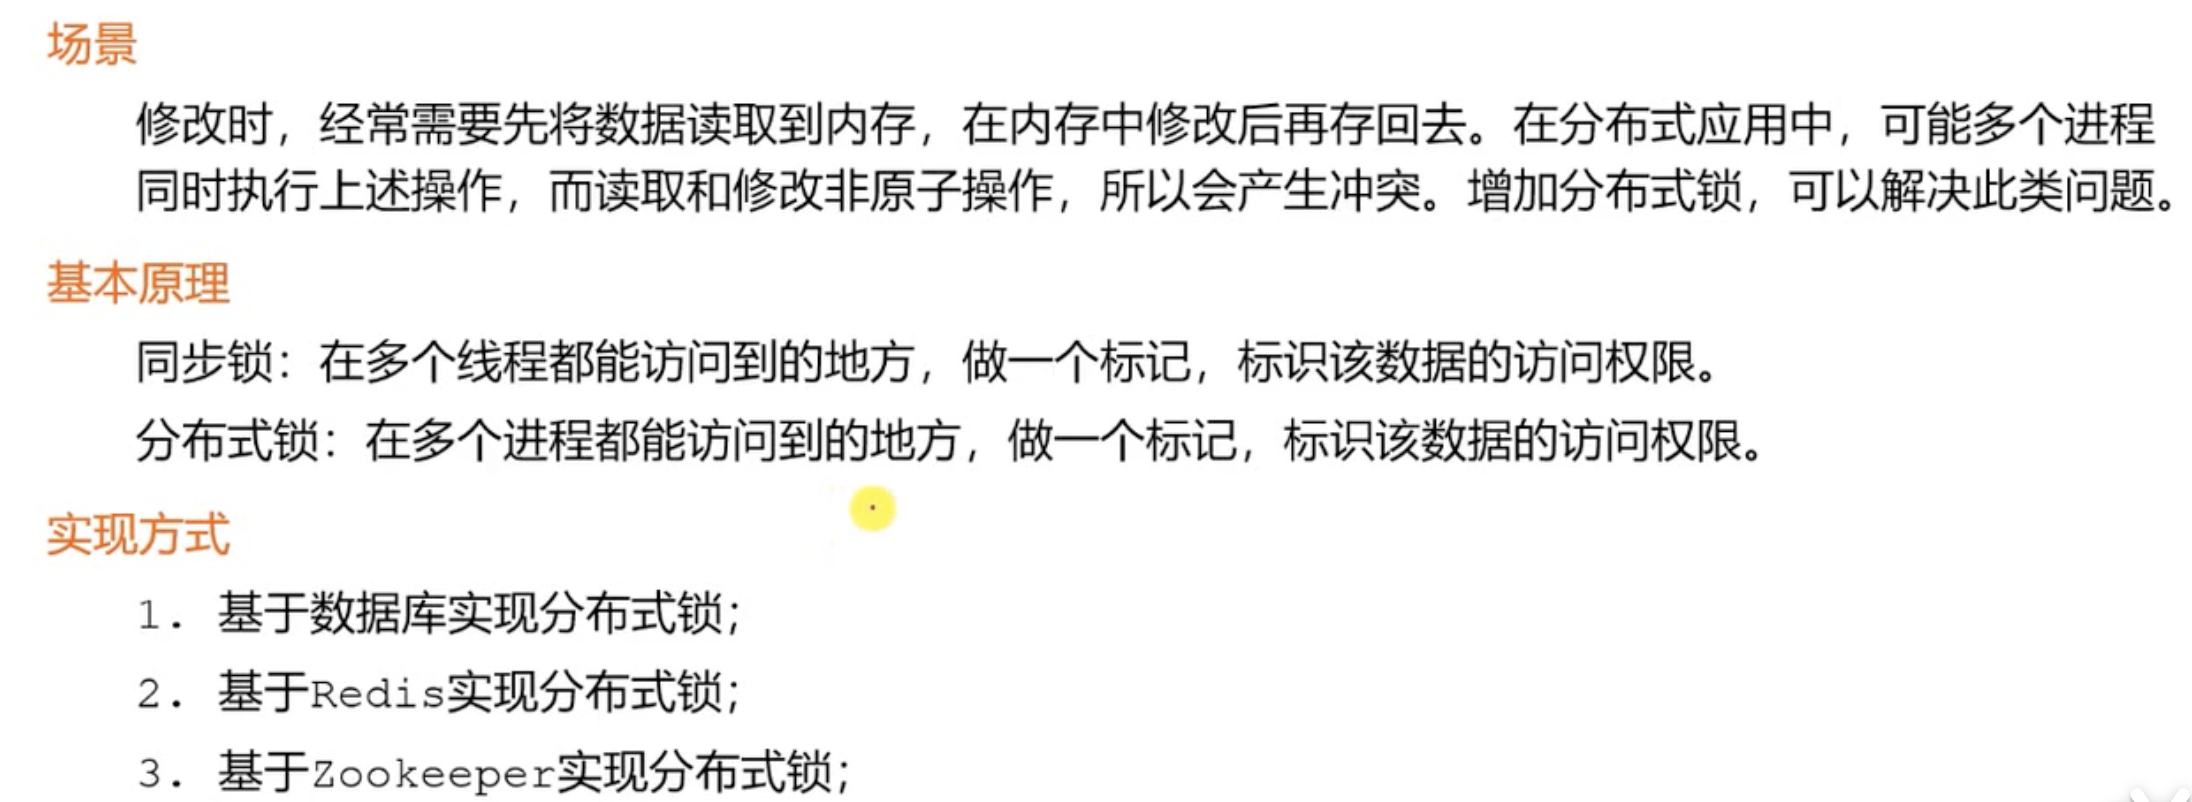 场景
修改时，经常需要先将数据读取到内存，在内存中修改后再存回去。在分布式应用中，可能多个进程
同时执行上述操作，而读取和修改非原子操作，所以会产生冲突。增加分布式锁，可以解决此类问题。
基本原理
同步锁：在多个线程都能访问到的地方，做一个标记，标识该数据的访问权限。
分布式锁：在多个进程都能访问到的地方，做一个标记，标识该数据的访问权限。
实现方式
1. 基于数据库实现分布式锁；
2. 基于Redis实现分布式锁；
3. 基于Zookeeper实现分布式锁；